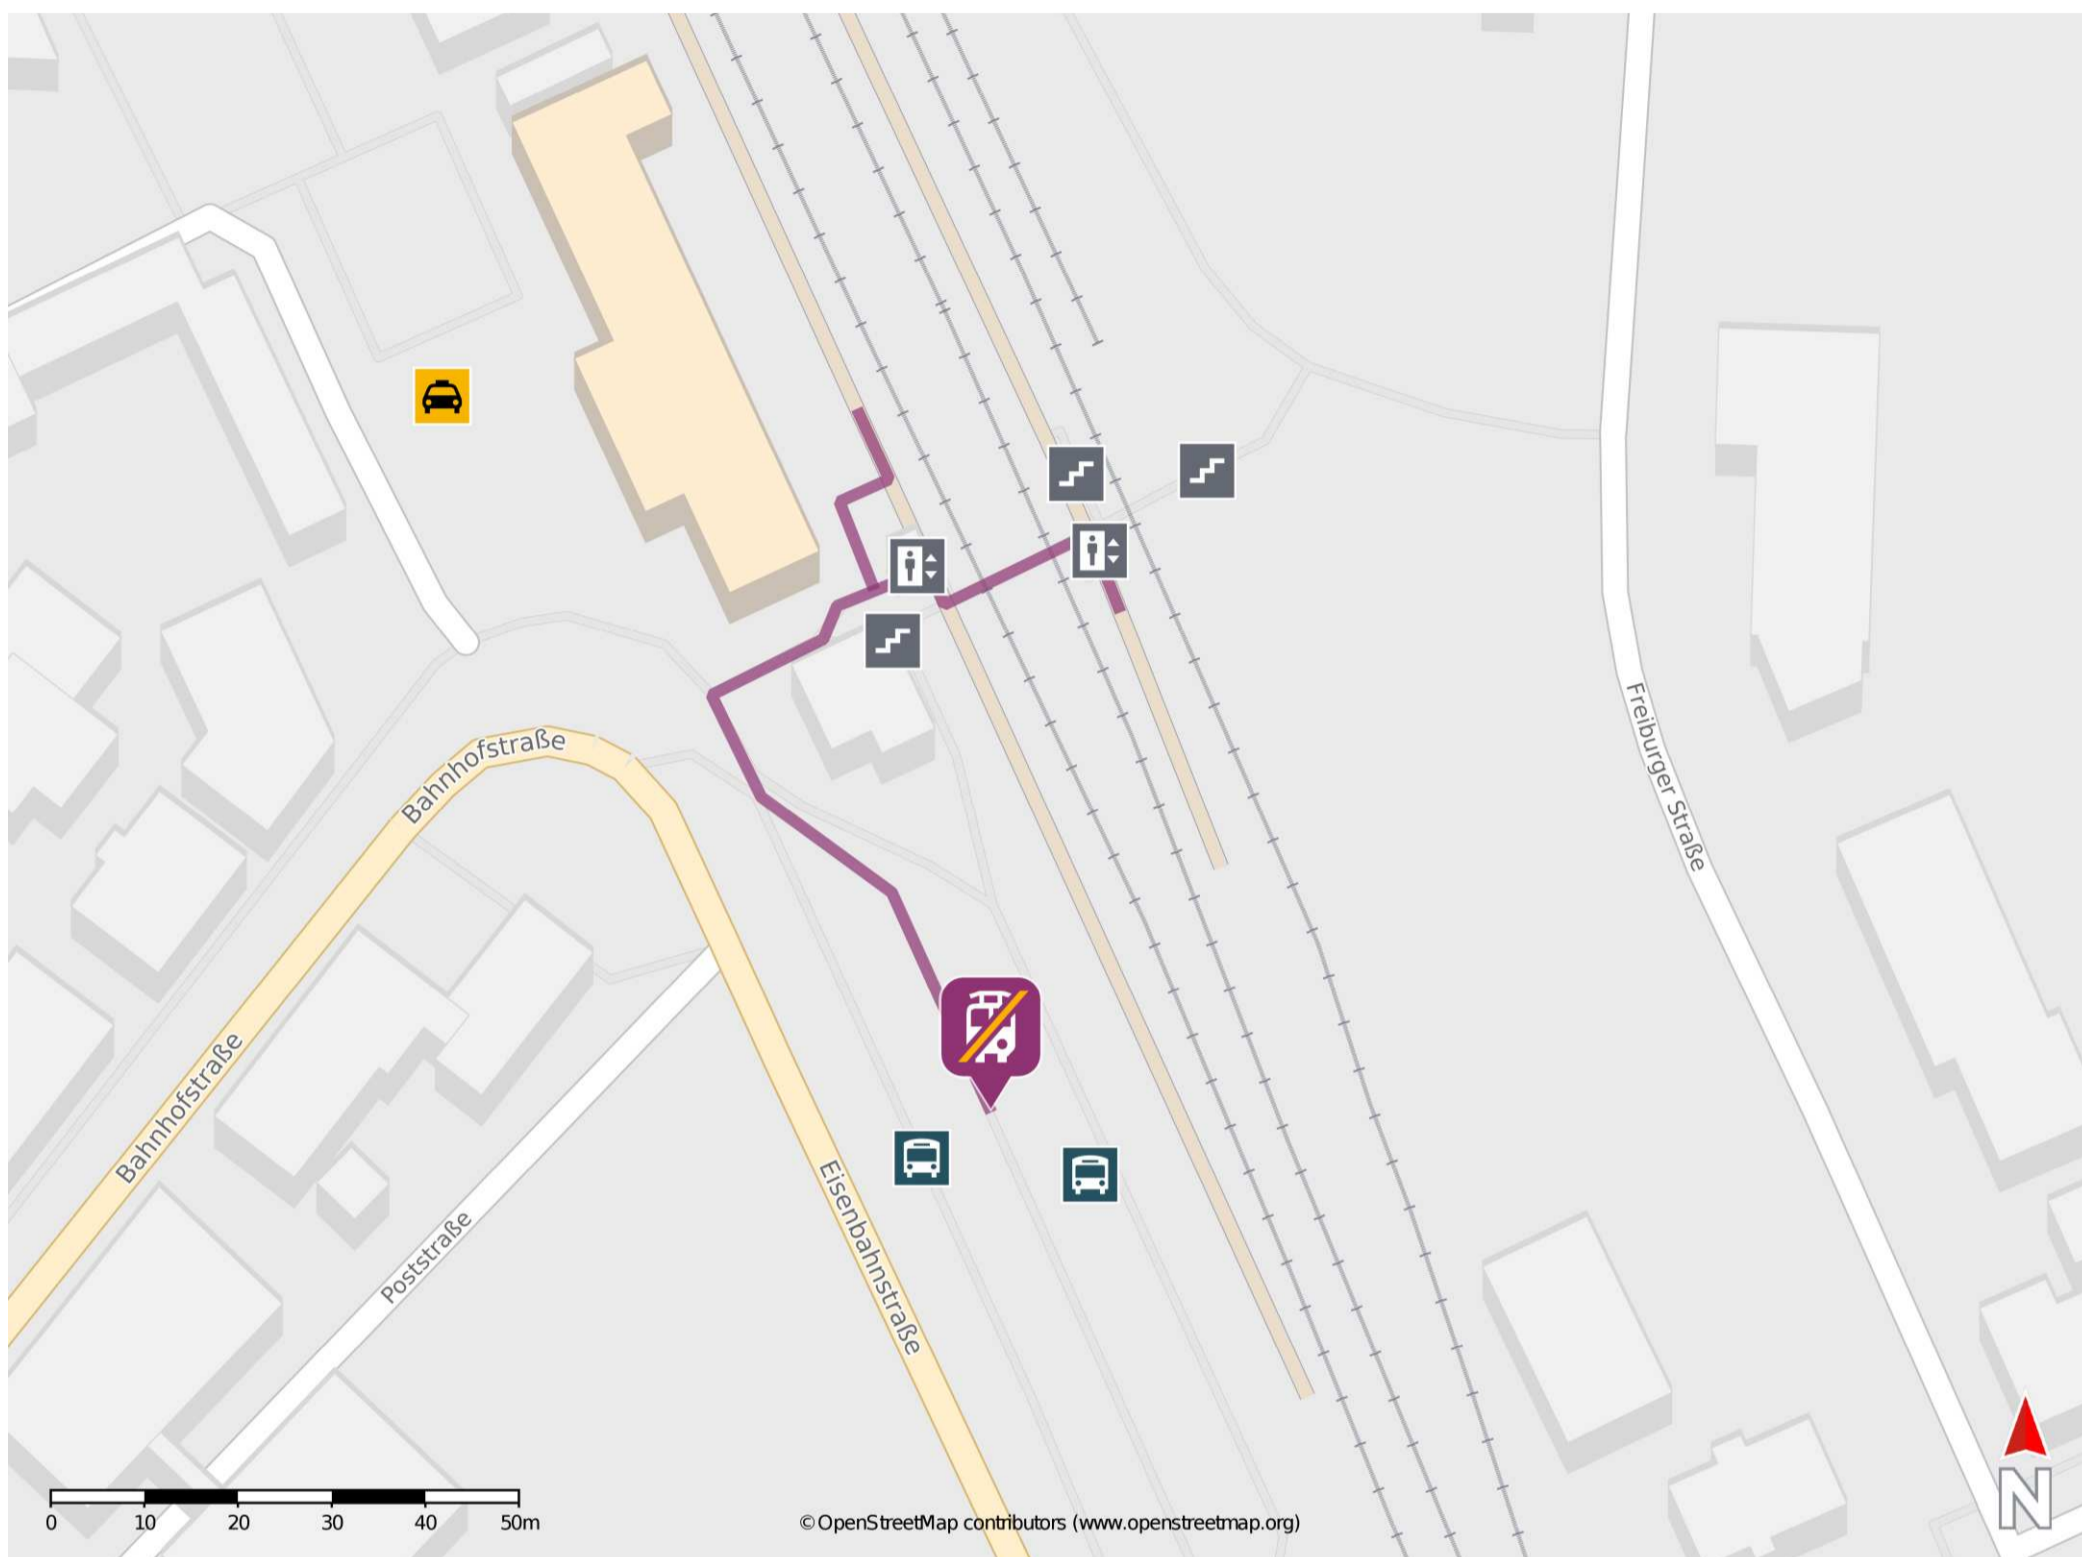 Bahnhofstraße
Freiburger Straße
Bahnhofstraße
Poststraße
Eisenbahnstraße
0 10 20 30 40 50m
© OpenStreetMap contributors (www.openstreetmap.org)
N